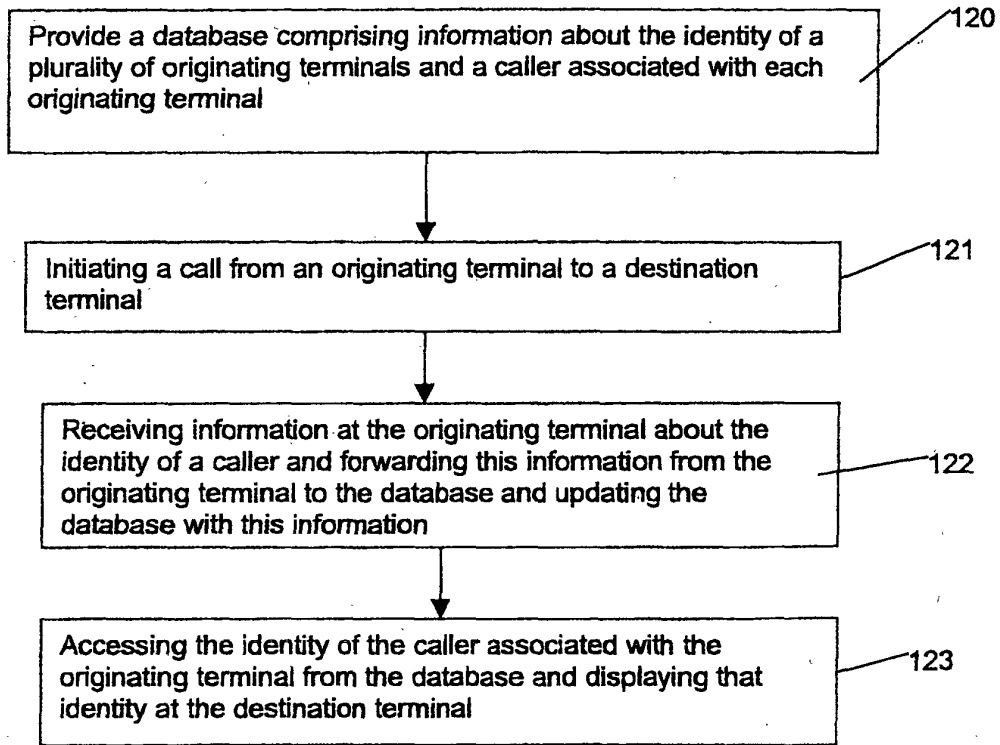 Provide a database comprising information about the identity of a
plurality of originating terminals and a caller associated with each
originating terminal
120
Initiating a call from an originating terminal to a destination
terminal
121
Receiving information at the originating terminal about the
identity of a caller and forwarding this information from the
originating terminal to the database and updating the
database with this information
122
Accessing the identity of the caller associated with the
originating terminal from the database and displaying that
identity at the destination terminal
123